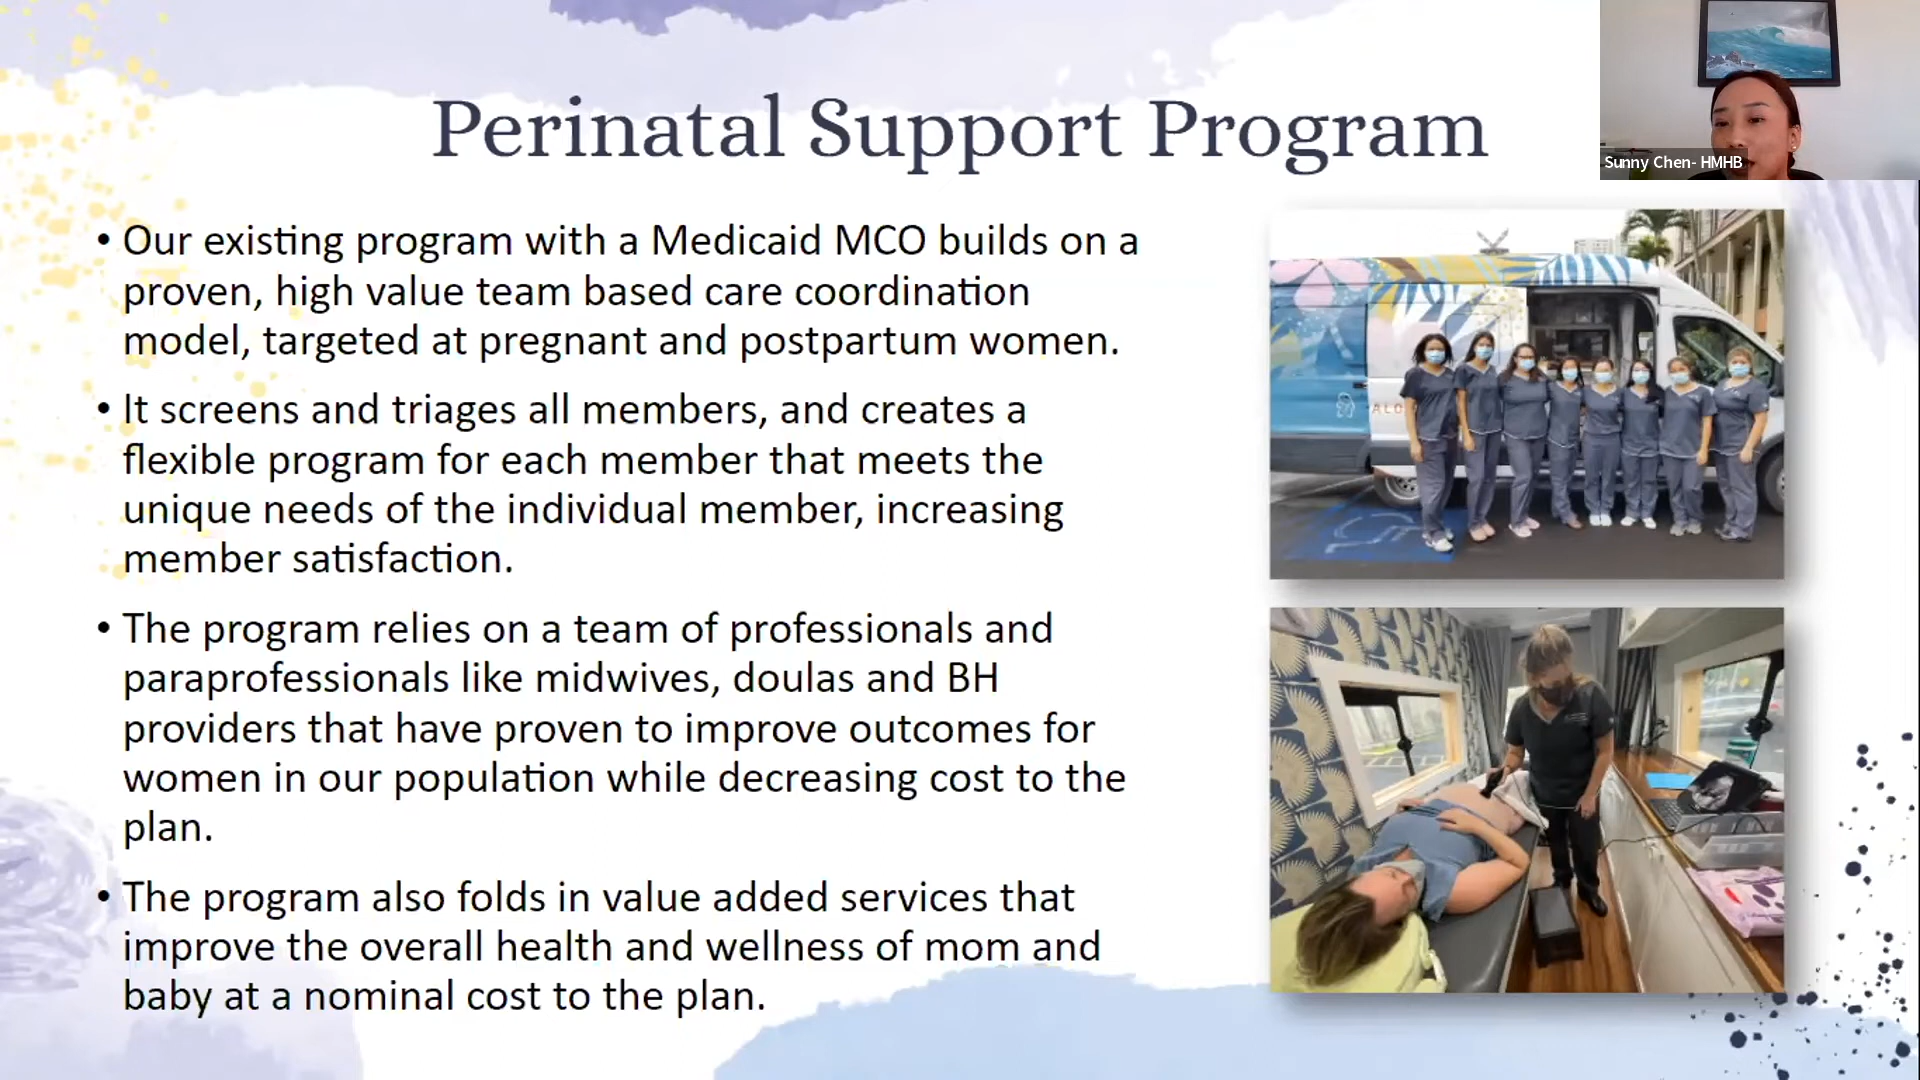 Perinatal Support Program
Sunny Chen- HMHB
• Our existing program with a Medicaid MCO builds on a
proven, high value team based care coordination
model, targeted at pregnant and postpartum women.
• It screens and triages all members, and creates a
flexible program for each member that meets the
unique needs of the individual member, increasing
member satisfaction.
• The program relies on a team of professionals and
paraprofessionals like midwives, doulas and BH
providers that have proven to improve outcomes for
women in our population while decreasing cost to the
plan.
• The program also folds in value added services that
improve the overall health and wellness of mom and
baby at a nominal cost to the plan.
ALO